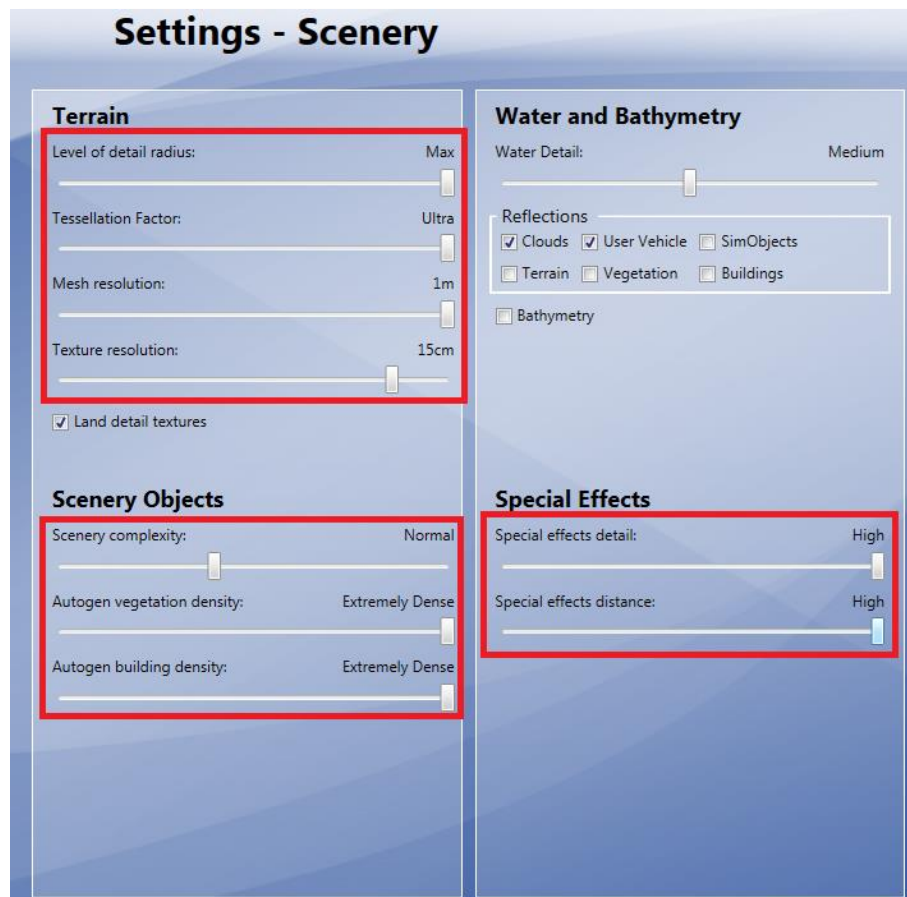 Settings - Scenery
Terrain
Level of detail radius: Max
Tessellation Factor: Ultra
Mesh resolution: 1m
Texture resolution: 15cm
Land detail textures
Scenery Objects
Scenery complexity: Normal
Autogen vegetation density: Extremely Dense
Autogen building density: Extremely Dense
Water and Bathymetry
Water Detail: Medium
Reflections
Clouds User Vehicle SimObjects
Terrain Vegetation Buildings
Bathymetry
Special Effects
Special effects detail: High
Special effects distance: High